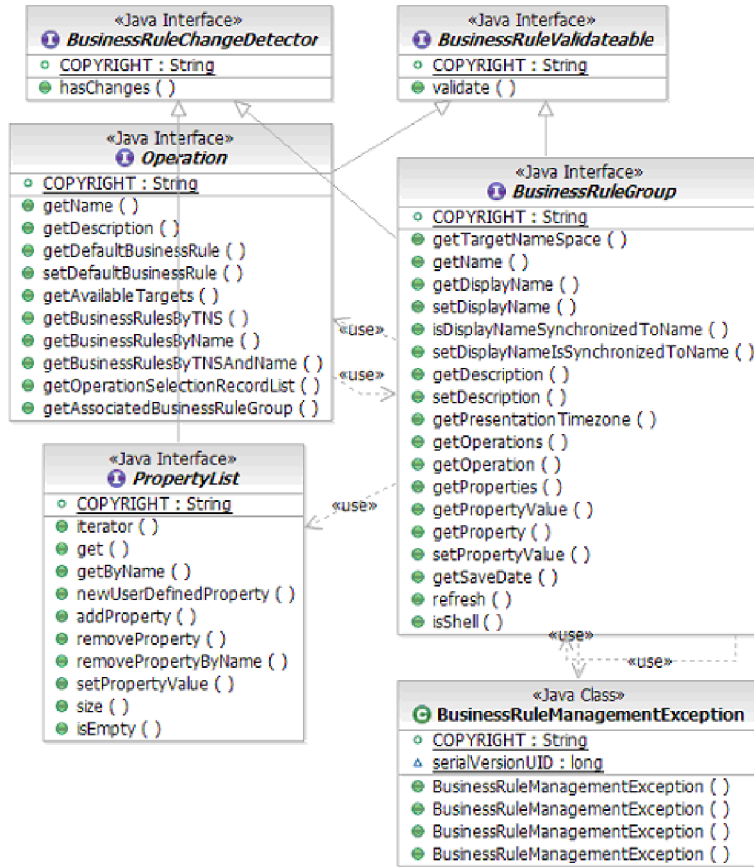 «Java Interface»
BusinessRuleChangeDetector
COPYRIGHT : String
hasChanges ( )
«Java Interface»
BusinessRuleValidateable
COPYRIGHT : String
validate ( )
«Java Interface»
Operation
COPYRIGHT : String
getName ( )
getDescription ( )
getDefaultBusinessRule ( )
setDefaultBusinessRule ( )
getAvailableTargets ( )
getBusinessRulesByTNS ( )
getBusinessRulesByName ( )
getBusinessRulesByTNSAndName ( )
getOperationSelectionRecordList ( )
getAssociatedBusinessRuleGroup ( )
«use»
«use»
«Java Interface»
BusinessRuleGroup
COPYRIGHT : String
getTargetNameSpace ( )
getName ( )
getDisplayName ( )
setDisplayName ( )
isDisplayNameSynchronizedToName ( )
setDisplayNameIsSynchronizedToName ( )
getDescription ( )
setDescription ( )
getPresentationTimezone ( )
getOperations ( )
getOperation ( )
getProperties ( )
getPropertyValue ( )
getProperty ( )
setPropertyValue ( )
getSaveDate ( )
refresh ( )
isShell ( )
«Java Interface»
PropertyList
COPYRIGHT : String
iterator ( )
get ( )
getByName ( )
newUserDefinedProperty ( )
addProperty ( )
removeProperty ( )
removePropertyByName ( )
setPropertyValue ( )
size ( )
isEmpty ( )
«use»
«use»
«use»
«Java Class»
BusinessRuleManagementException
COPYRIGHT : String
serialVersionUID : long
BusinessRuleManagementException ( )
BusinessRuleManagementException ( )
BusinessRuleManagementException ( )
BusinessRuleManagementException ( )